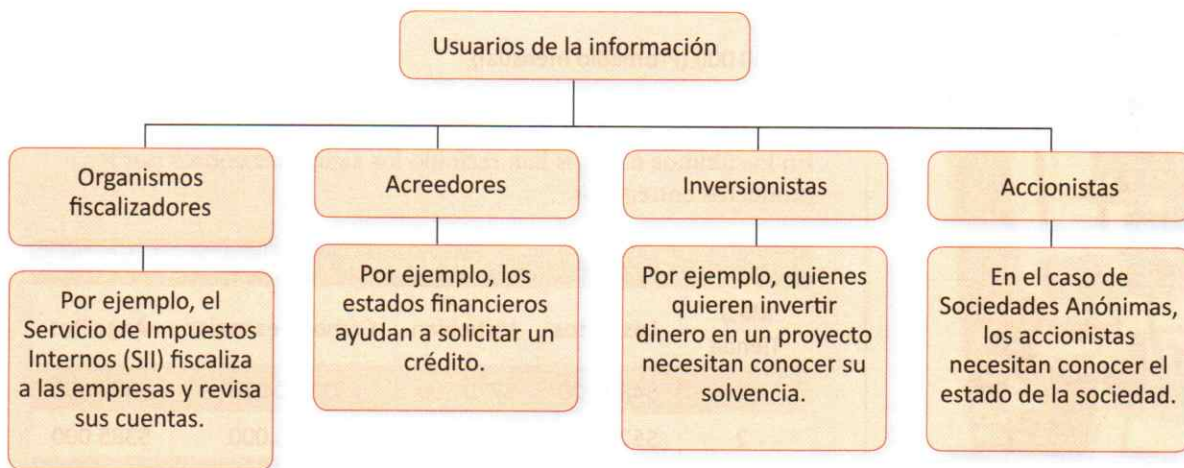 Usuarios de la información
Organismos
fiscalizadores
Acreedores
Inversionistas
Accionistas
Por ejemplo, el
Servicio de Impuestos
Internos (SII) fiscaliza
a las empresas y revisa
sus cuentas.
Por ejemplo, los
estados financieros
ayudan a solicitar un
crédito.
Por ejemplo, quienes
quieren invertir
dinero en un proyecto
necesitan conocer su
solvencia.
En el caso de
Sociedades Anónimas,
los accionistas
necesitan conocer el
estado de la sociedad.